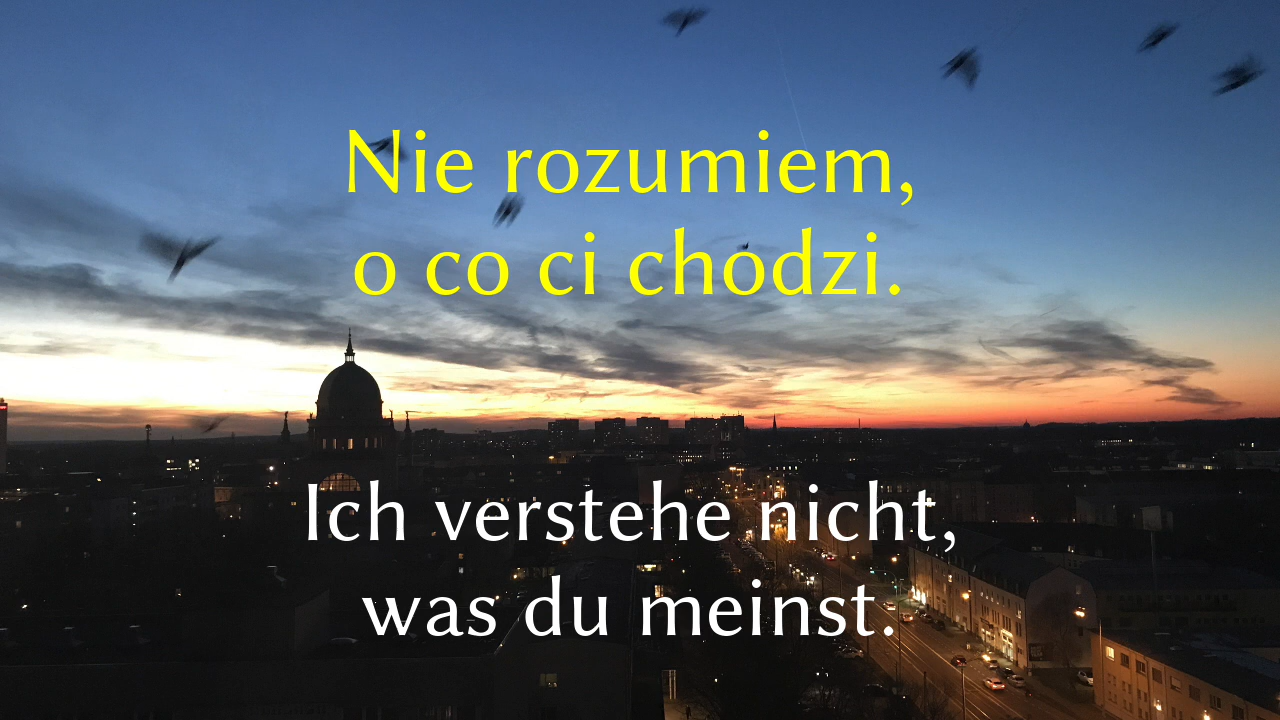 Nie rozumiem,
o co ci chodzi.
Ich verstehe nicht,
was du meinst.